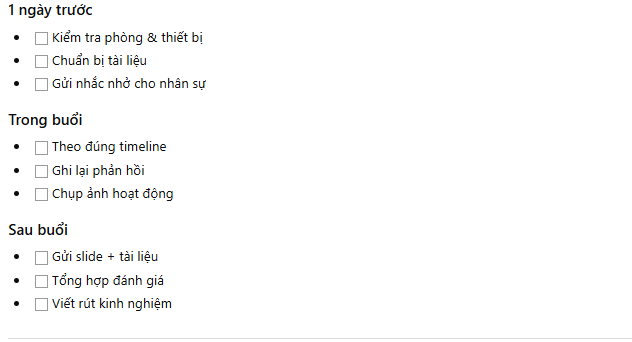 1 ngày trước
Kiểm tra phòng & thiết bị
Chuẩn bị tài liệu
Gửi nhắc nhở cho nhân sự
Trong buổi
Theo đúng timeline
Ghi lại phản hồi
Chụp ảnh hoạt động
Sau buổi
Gửi slide + tài liệu
Tổng hợp đánh giá
Viết rút kinh nghiệm